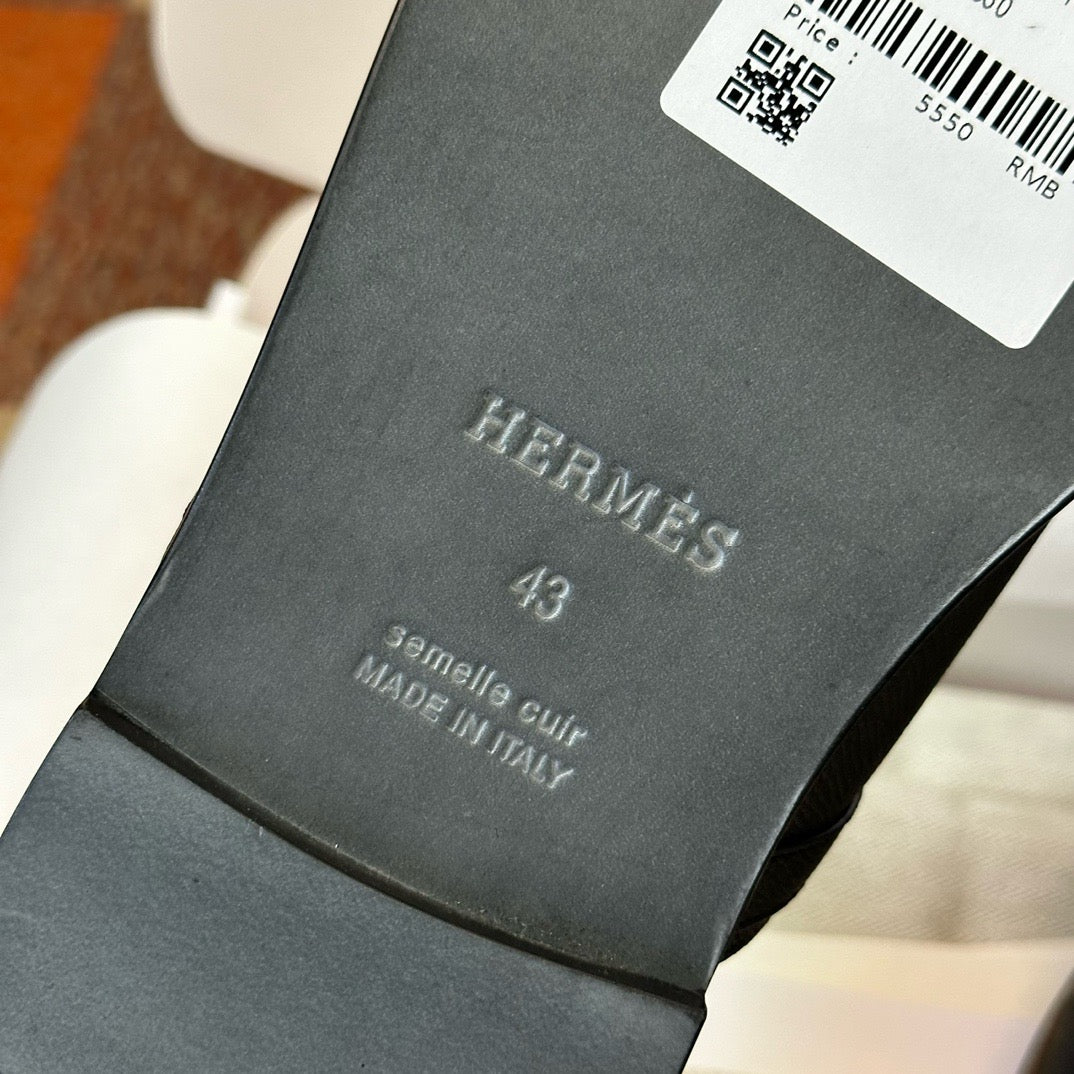 Price :
5550 RMB
HERMÈS
43
semelle cuir
MADE IN ITALY